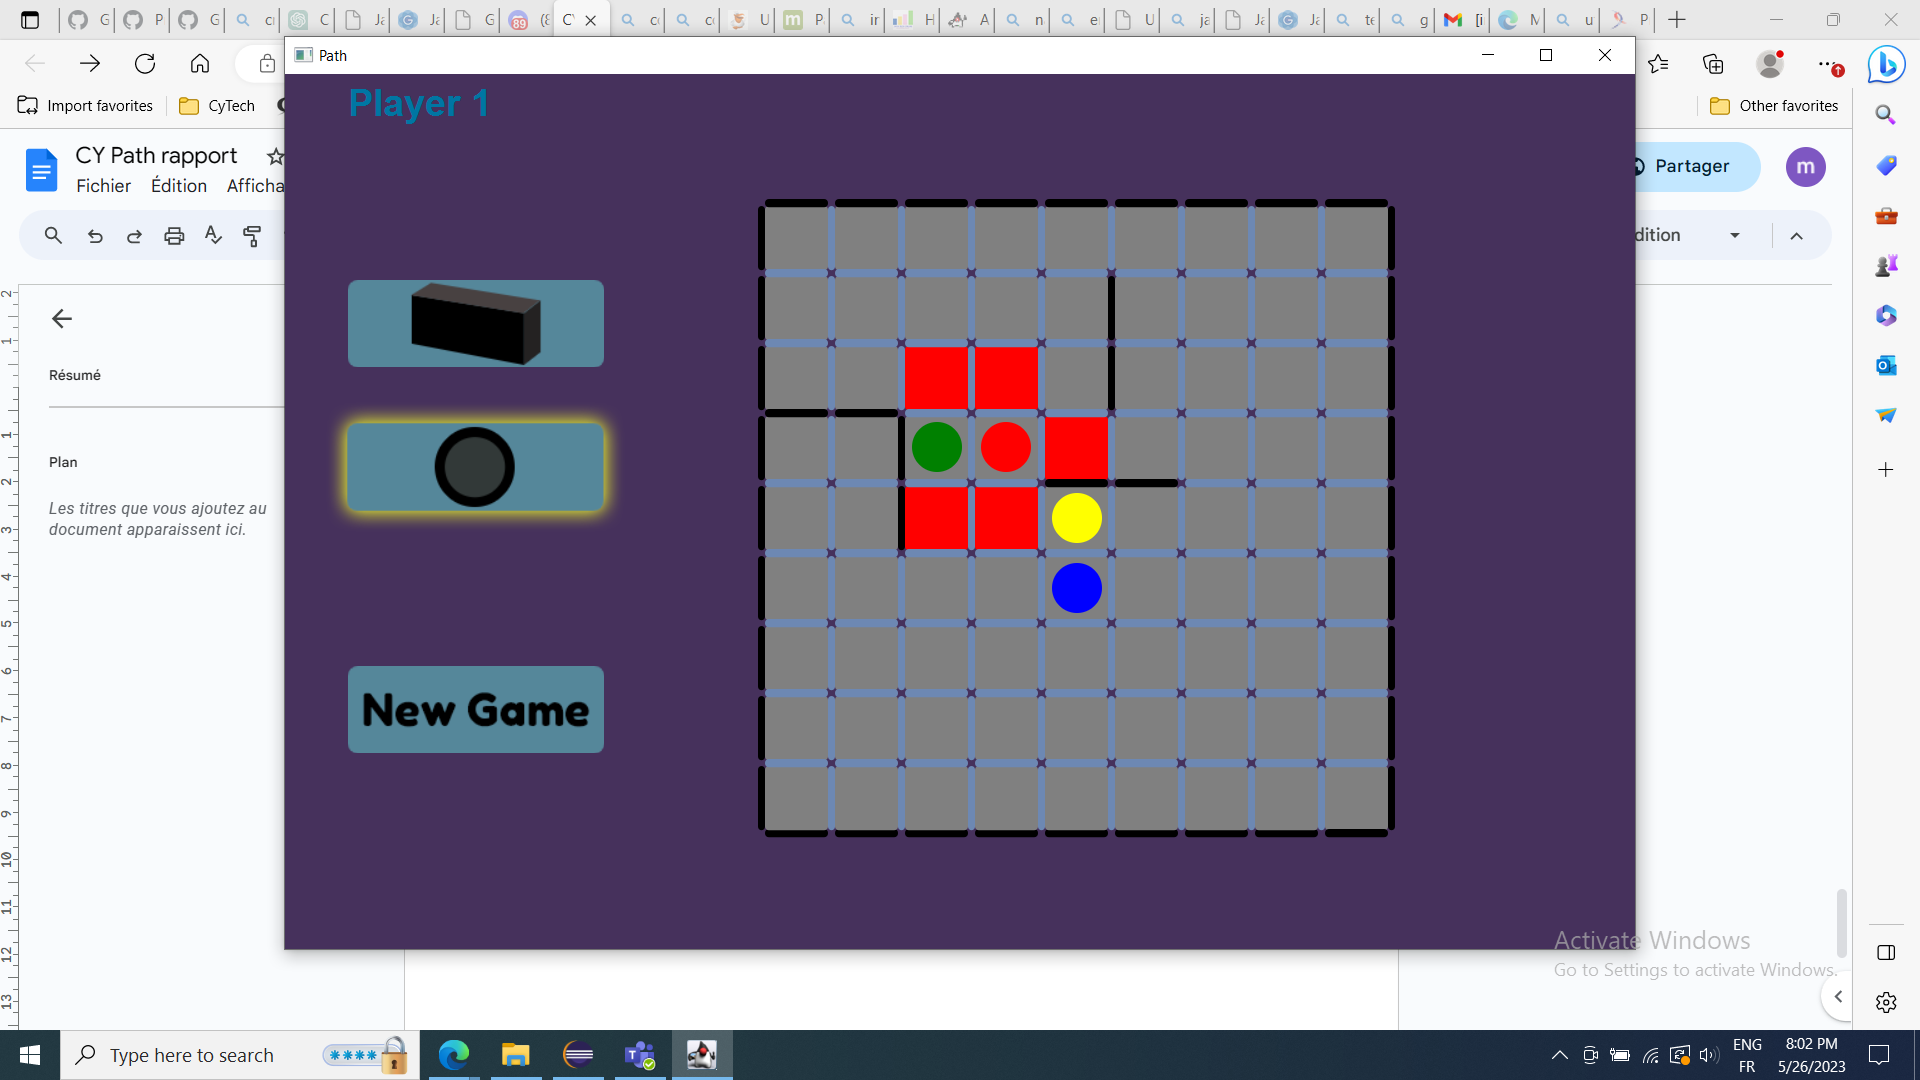 Path
Player 1
New Game
Import favorites
CyTech
Other favorites
CY Path rapport
Fichier
Édition
Partager
m
dition
Résumé
Plan
Les titres que vous ajoutez au
document apparaissent ici.
Activate Windows
Go to Settings to activate Windows.
Type here to search
ENG
FR
8:02 PM
5/26/2023